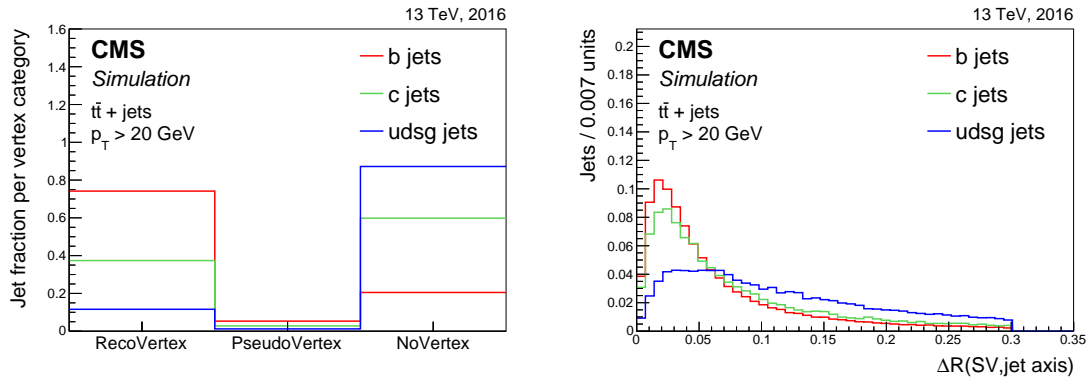 13 TeV, 2016
CMS
Simulation
tt̄ + jets
p_T > 20 GeV
b jets
c jets
udsg jets
Jet fraction per vertex category
1.6
1.4
1.2
1
0.8
0.6
0.4
0.2
0
RecoVertex PseudoVertex NoVertex
13 TeV, 2016
CMS
Simulation
tt̄ + jets
p_T > 20 GeV
b jets
c jets
udsg jets
Jets / 0.007 units
0.2
0.18
0.16
0.14
0.12
0.1
0.08
0.06
0.04
0.02
0
0 0.05 0.1 0.15 0.2 0.25 0.3 0.35
ΔR(SV,jet axis)